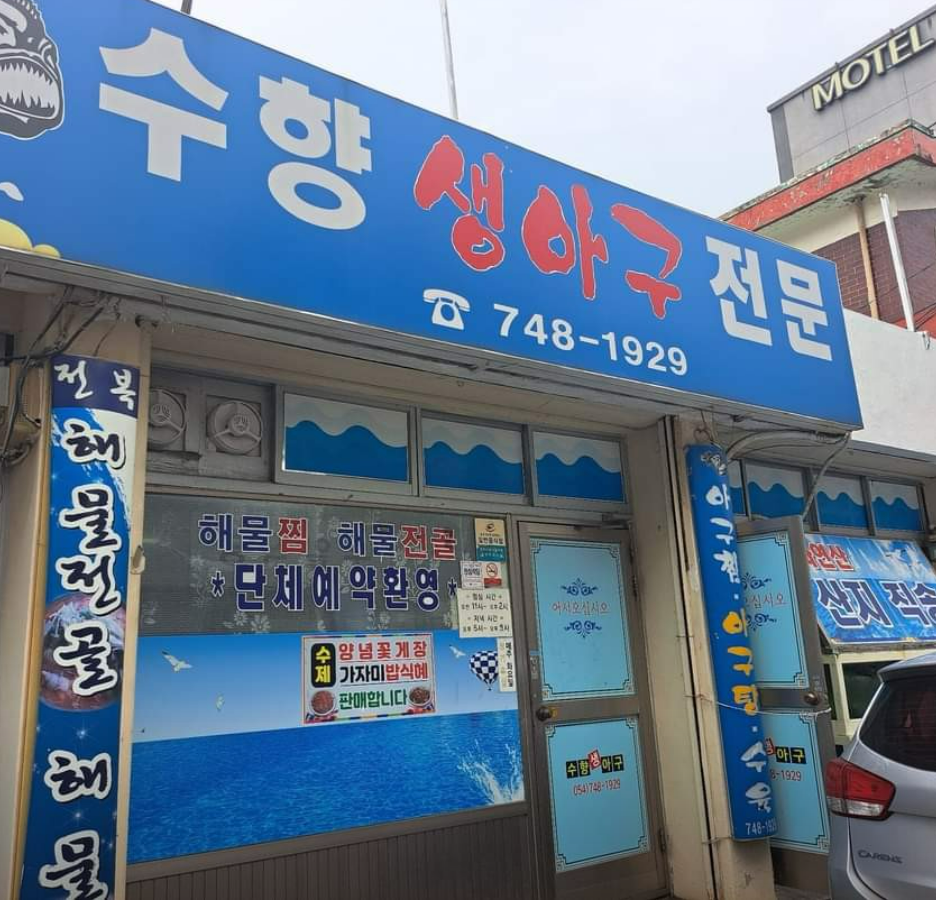 MOTEL
수향 생아구 전문
☎ 748-1929
전복
해물전골
해물
해물찜 해물전골
*단체예약환영*
수제
양념꽃게장
가자미밥식혜
판매합니다
어서오십시오
수향생아구
054)748-1929
아구찜·아구탕·수육
748-1929
산지 직송
CARENS